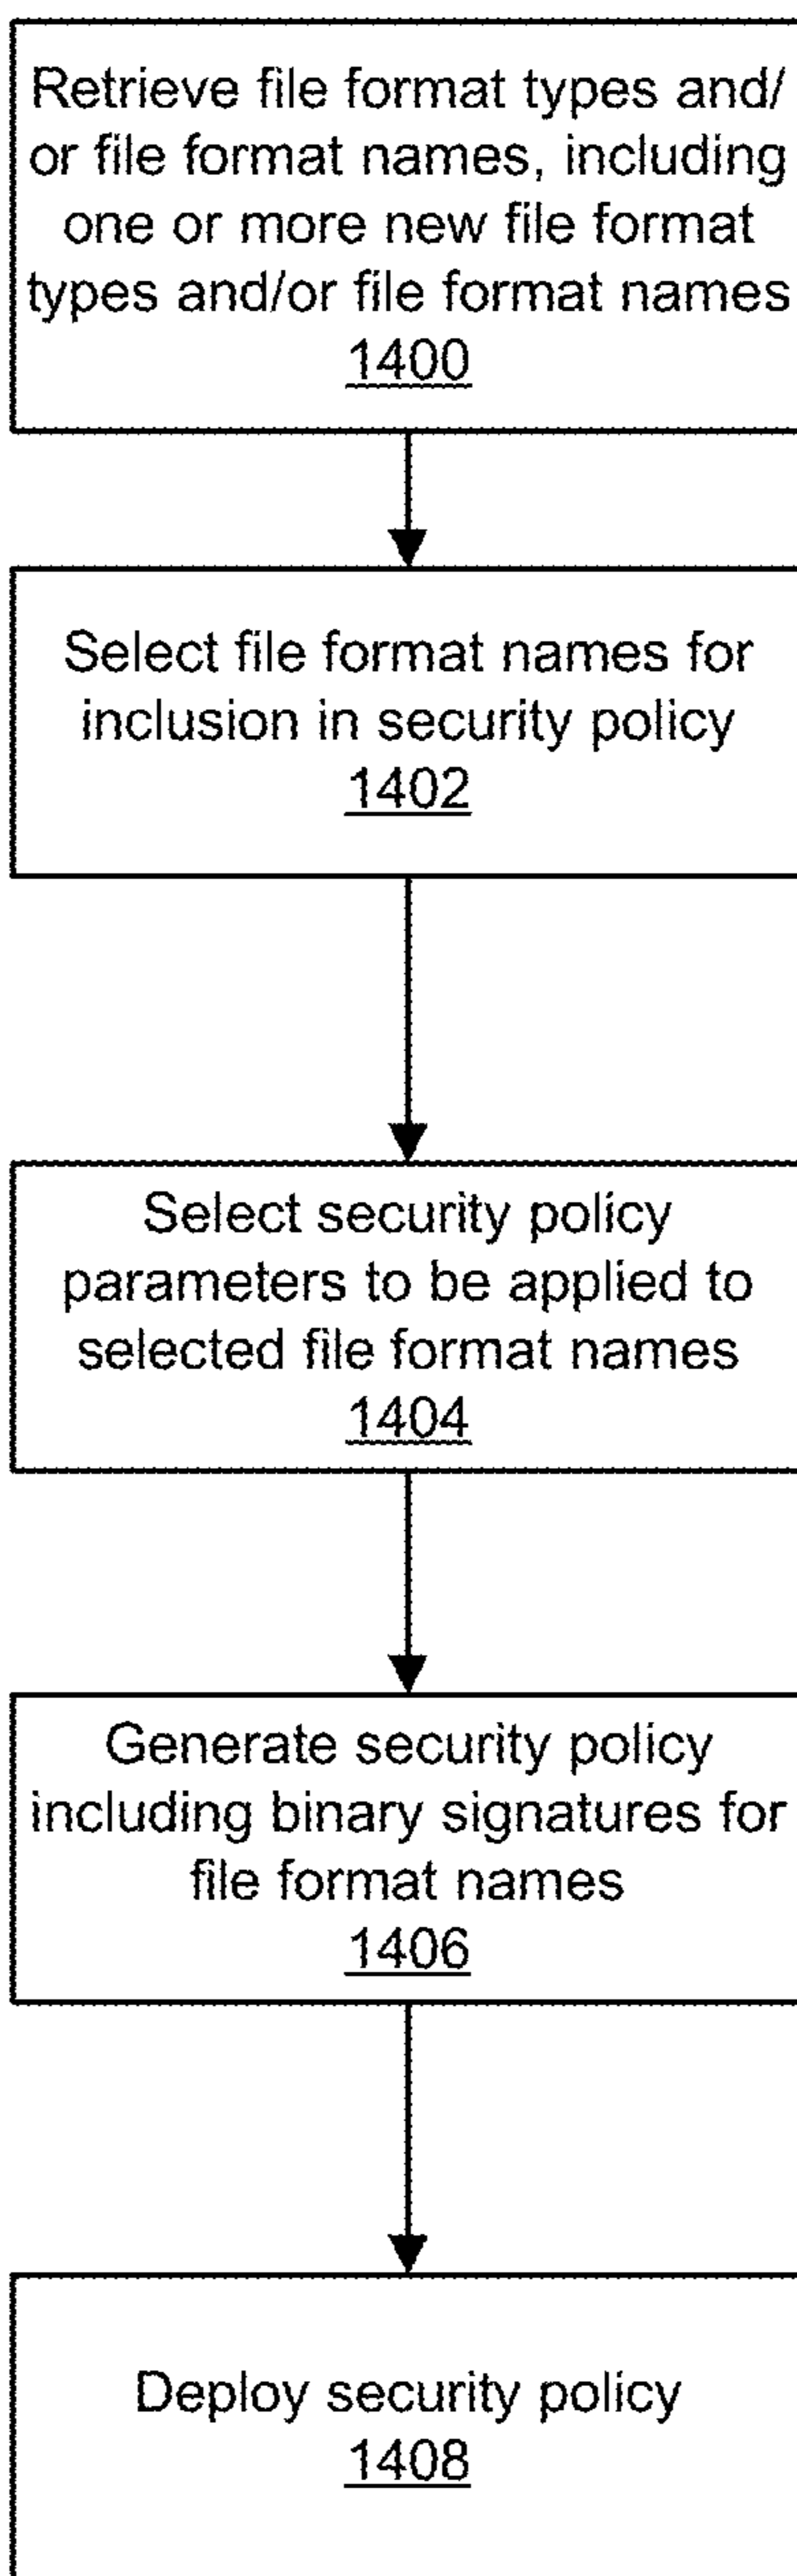 Retrieve file format types and/
or file format names, including
one or more new file format
types and/or file format names
1400
Select file format names for
inclusion in security policy
1402
Select security policy
parameters to be applied to
selected file format names
1404
Generate security policy
including binary signatures for
file format names
1406
Deploy security policy
1408